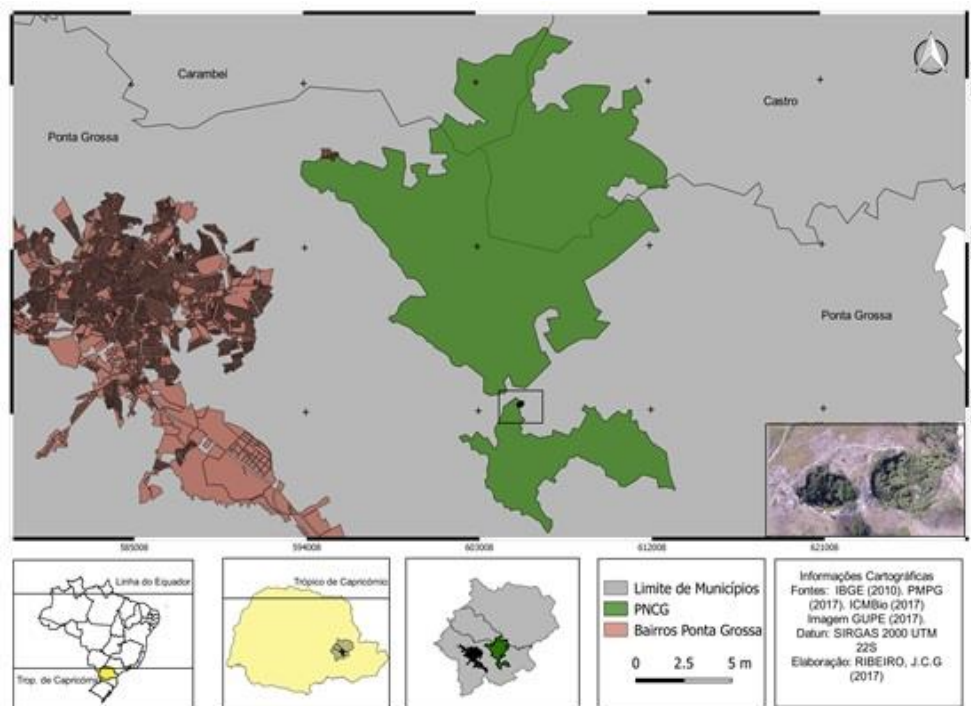 Carambeí
Castro
Ponta Grossa
Ponta Grossa
585008
594008
603008
612008
621008
Linha do Equador
Trop. de Capricórni
Trópico de Capricórnio
Limite de Municípios
PNCG
Bairros Ponta Grossa
0 2.5 5 m
Informações Cartográficas
Fontes: IBGE (2010). PMPG
(2017). ICMBio (2017)
Imagem GUPE (2017).
Datun: SIRGAS 2000 UTM
22S
Elaboração: RIBEIRO, J.C.G
(2017)